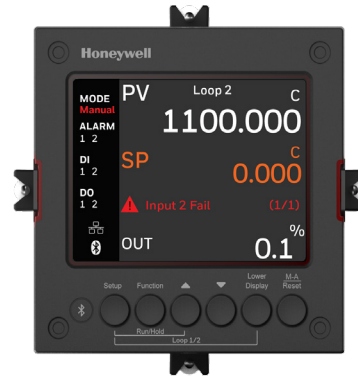 Honeywell
MODE
Manual
ALARM
1 2
DI
1 2
DO
1 2
PV Loop 2 C
1100.000
SP C
0.000
Input 2 Fail (1/1)
OUT % 0.1
Setup Function Lower Display M-A Reset
Run/Hold
Loop 1/2